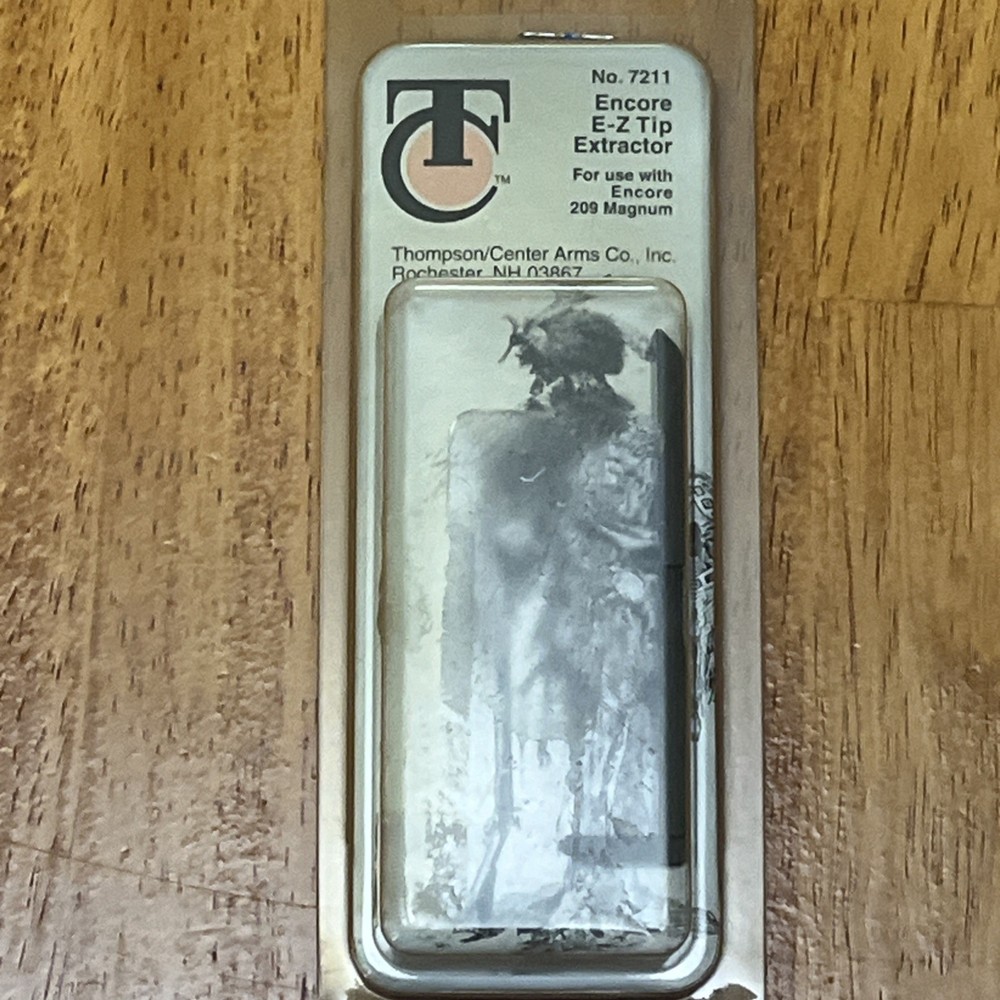 No. 7211
Encore
E-Z Tip
Extractor
For use with
Encore
209 Magnum
TC
™
Thompson/Center Arms Co., Inc.
Rochester, NH 03867